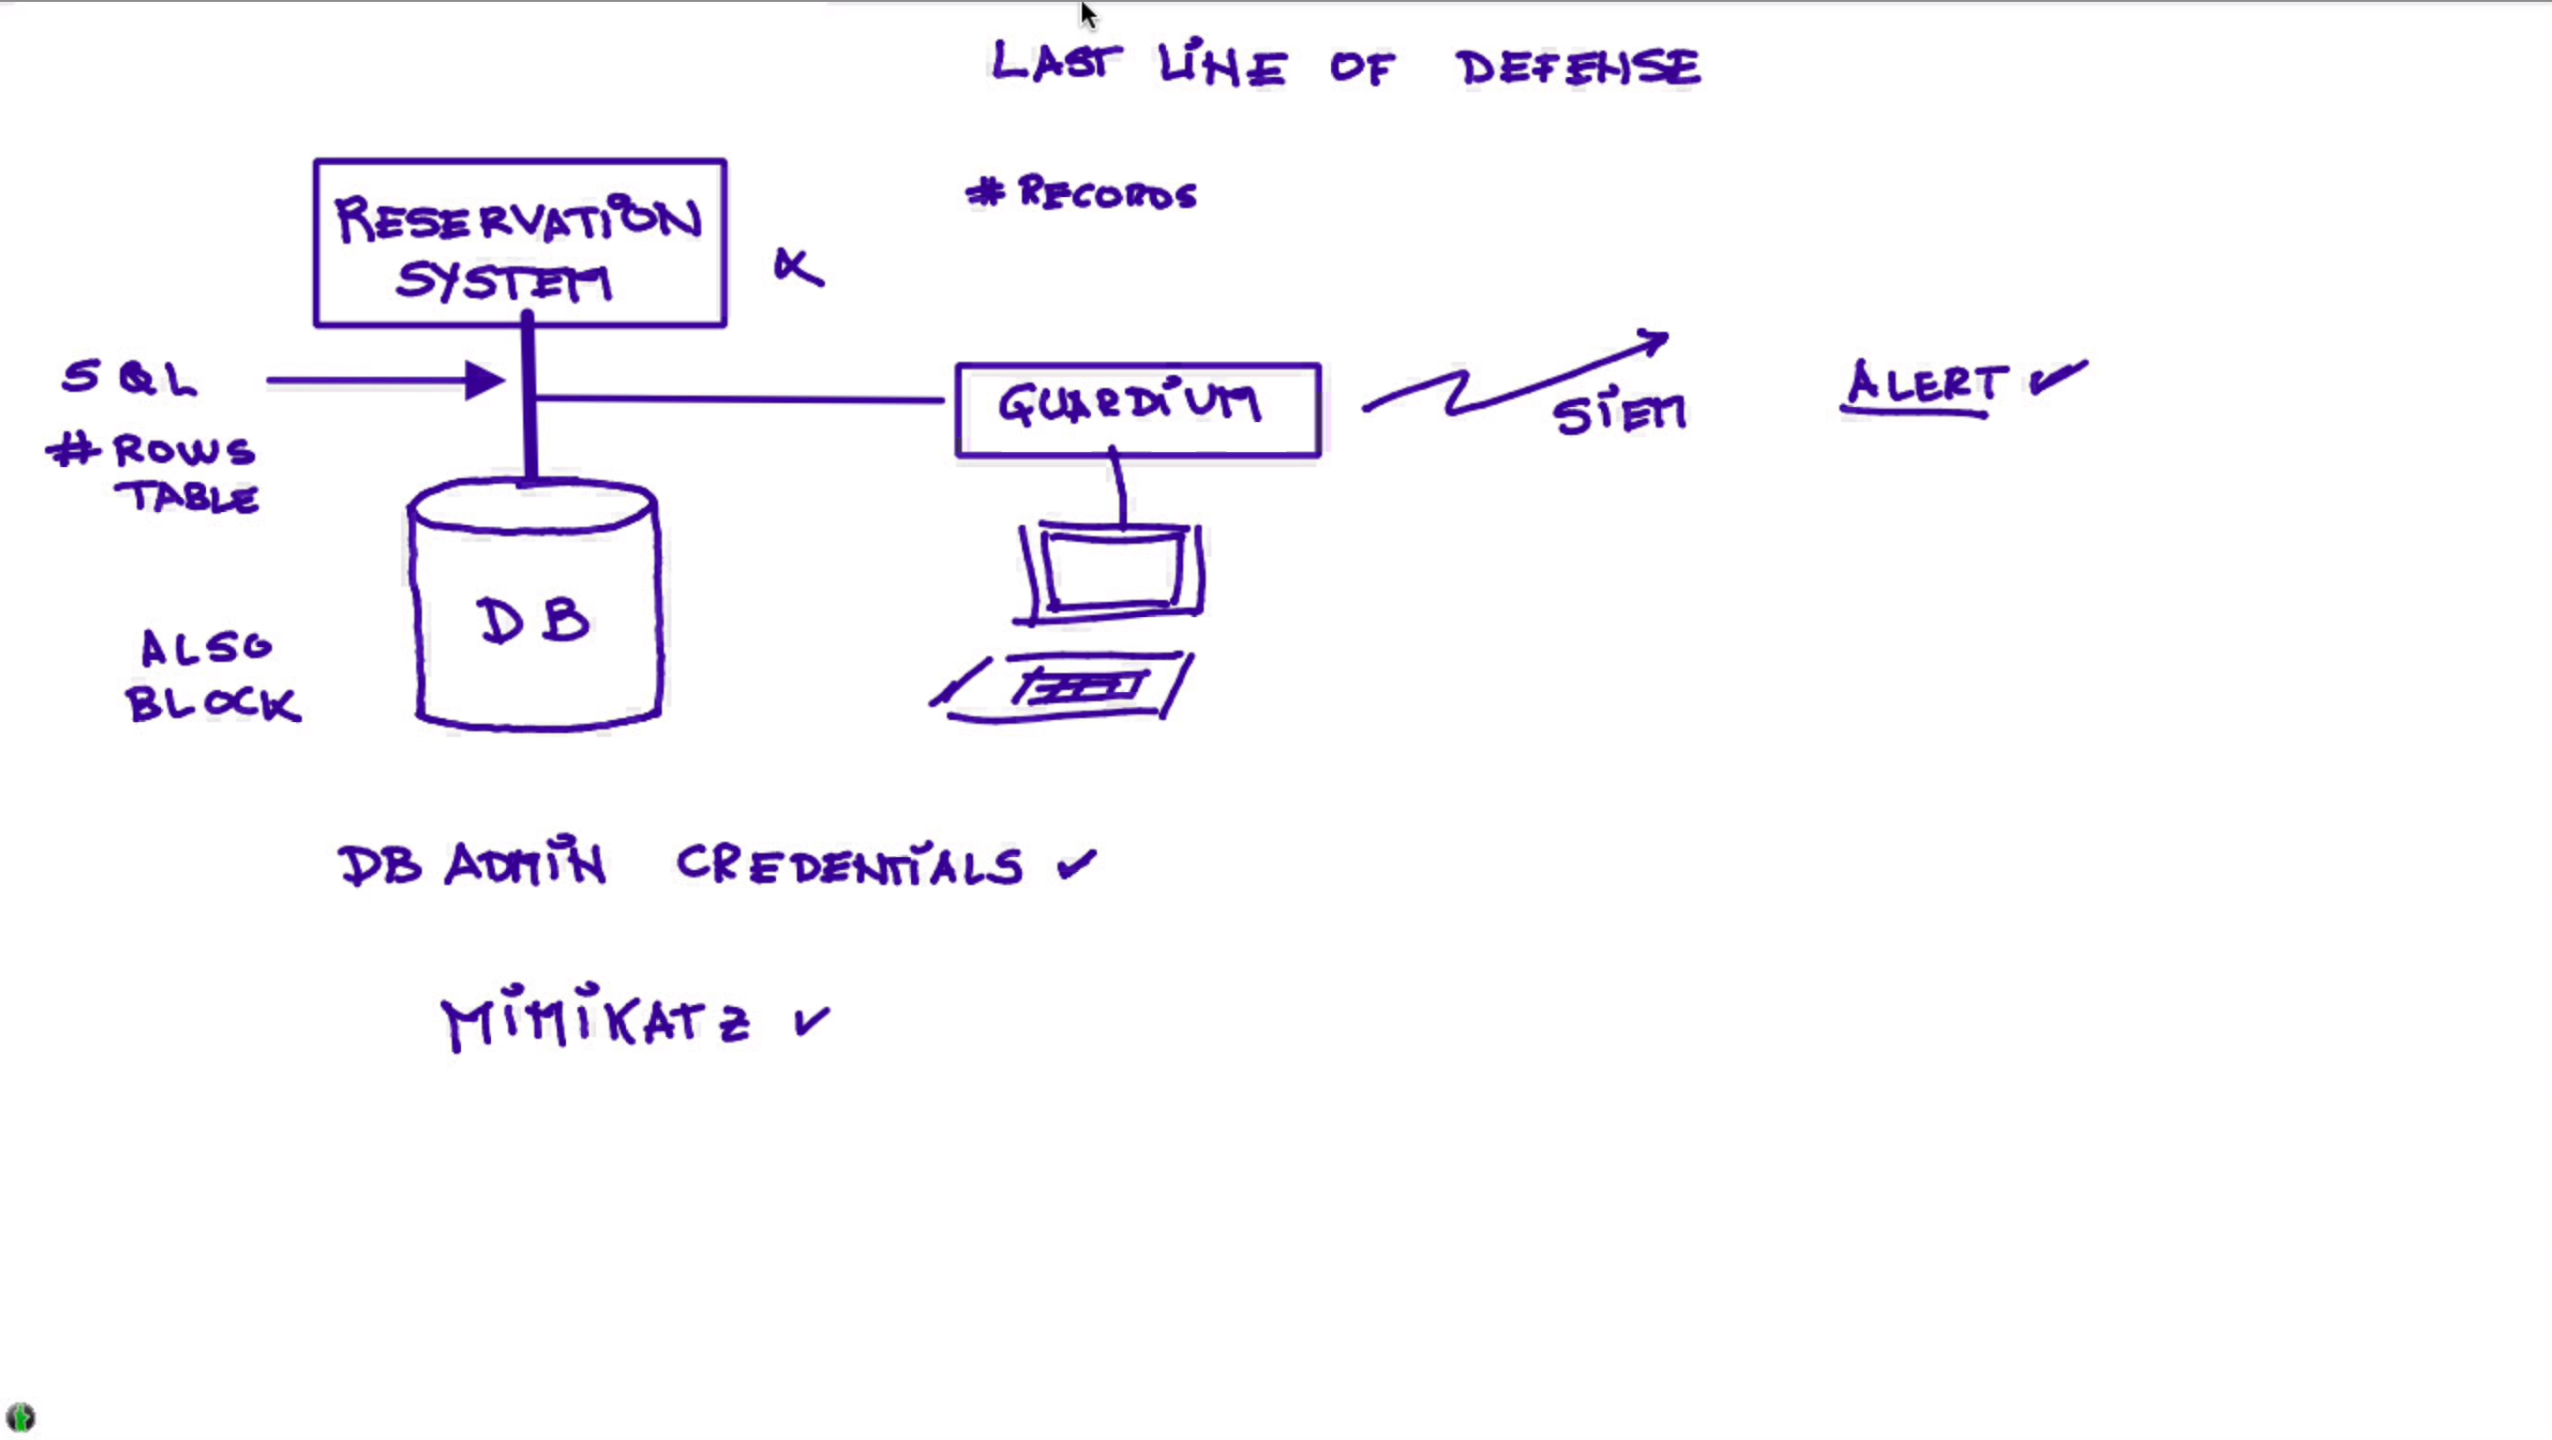 LAST LINE OF DEFENSE
# RECORDS
RESERVATION
SYSTEM
α
SQL
# ROWS
TABLE
GUARDIUM
SIEM
ALERT ✓
DB
ALSO
BLOCK
DB ADMIN CREDENTIALS ✓
MIMIKATZ ✓